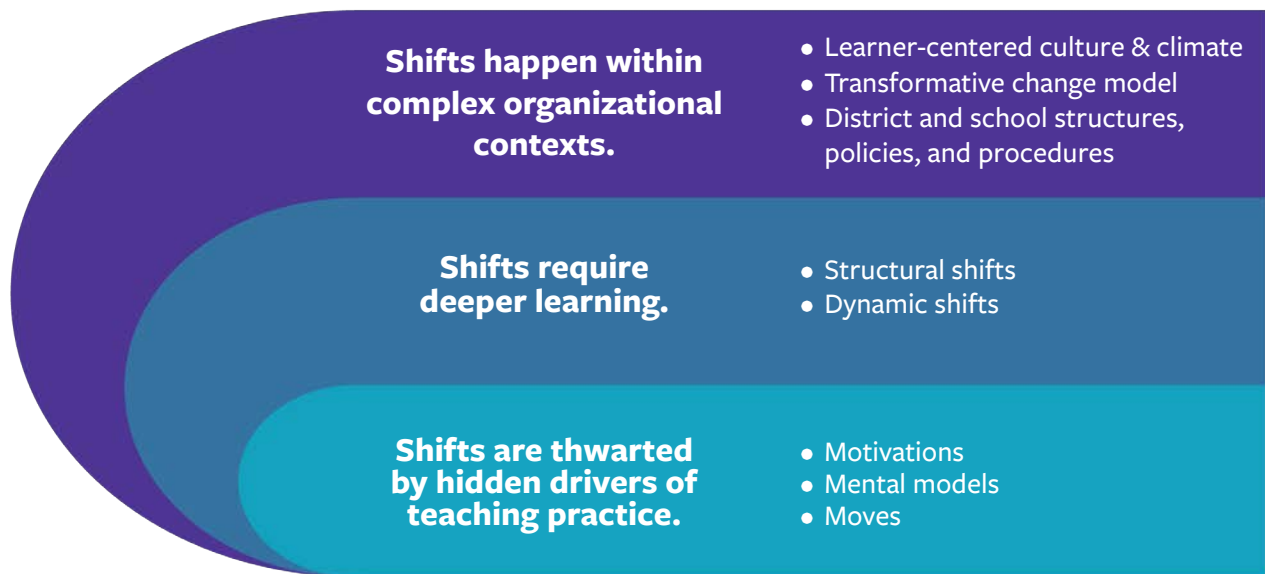 Shifts happen within
complex organizational
contexts.
• Learner-centered culture & climate
• Transformative change model
• District and school structures,
policies, and procedures
Shifts require
deeper learning.
• Structural shifts
• Dynamic shifts
Shifts are thwarted
by hidden drivers of
teaching practice.
• Motivations
• Mental models
• Moves